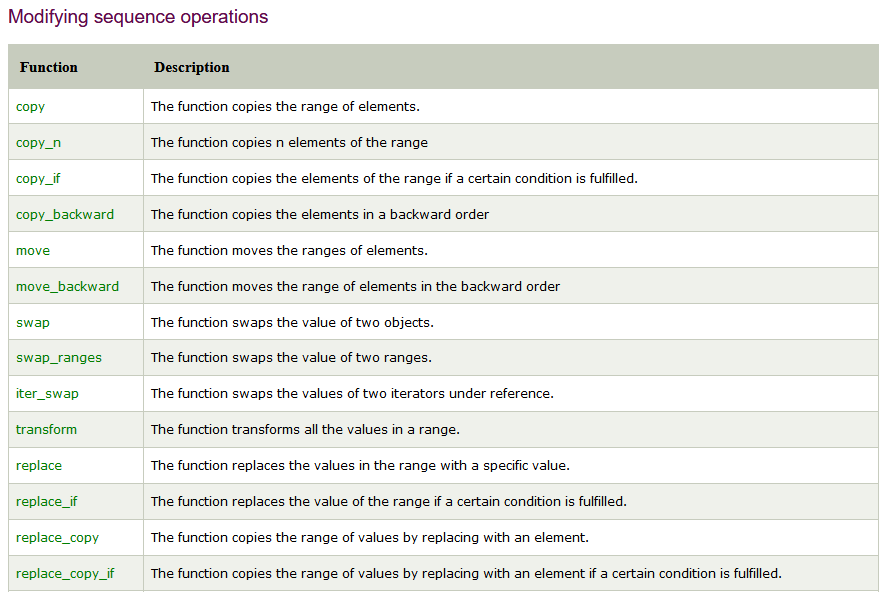 Modifying sequence operations
Function Description
copy The function copies the range of elements.
copy_n The function copies n elements of the range
copy_if The function copies the elements of the range if a certain condition is fulfilled.
copy_backward The function copies the elements in a backward order
move The function moves the ranges of elements.
move_backward The function moves the range of elements in the backward order
swap The function swaps the value of two objects.
swap_ranges The function swaps the value of two ranges.
iter_swap The function swaps the values of two iterators under reference.
transform The function transforms all the values in a range.
replace The function replaces the values in the range with a specific value.
replace_if The function replaces the value of the range if a certain condition is fulfilled.
replace_copy The function copies the range of values by replacing with an element.
replace_copy_if The function copies the range of values by replacing with an element if a certain condition is fulfilled.